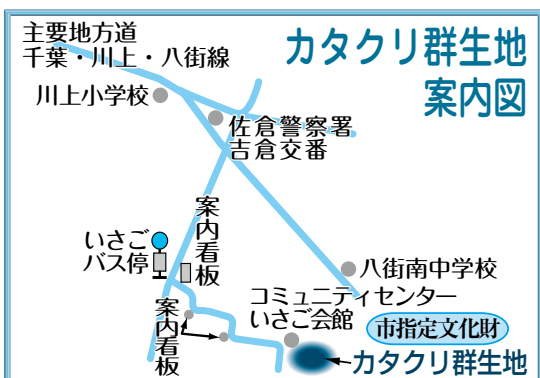 主要地方道
千葉・川上・八街線
カタクリ群生地
案内図
川上小学校
佐倉警察署
吉倉交番
案内看板
いさご
バス停
八街南中学校
コミュニティセンター
いさご会館
市指定文化財
案内看板
カタクリ群生地